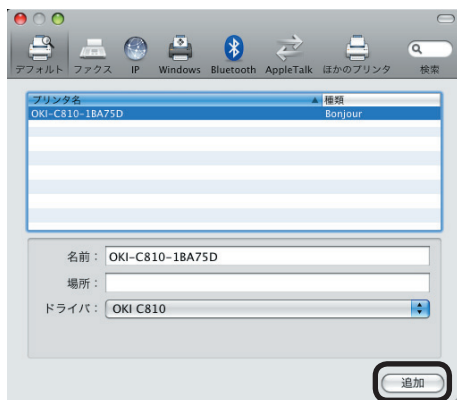 デフォルト ファクス IP Windows Bluetooth AppleTalk ほかのプリンタ 検索
プリンタ名 種類
OKI-C810-1BA75D Bonjour
名前： OKI-C810-1BA75D
場所：
ドライバ： OKI C810
追加